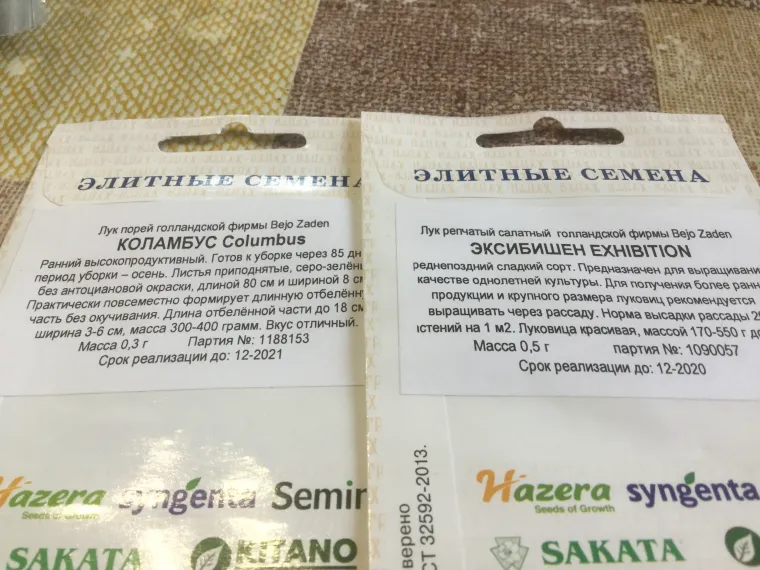 ЭЛИТНЫЕ СЕМЕНА
Лук порей голландской фирмы Bejo Zaden
КОЛАМБУС Columbus
Ранний высокопродуктивный. Готов к уборке через 85 дн
период уборки – осень. Листья приподнятые, серо-зелён
без антоциановой окраски, длиной 80 см и шириной 8 с
Практически повсеместно формирует длинную отбелённ
часть без окучивания. Длина отбелённой части до 18 см
ширина 3-6 см, масса 300-400 грамм. Вкус отличный.
Масса 0,3 г Партия №: 1188153
Срок реализации до: 12-2021
Hazera
Seeds of Growth
syngenta
Semin
SAKATA
KITANO
ЭЛИТНЫЕ СЕМЕНА
Лук репчатый салатный голландской фирмы Bejo Zaden
ЭКСИБИШЕН EXHIBITION
реднепоздний сладкий сорт. Предназначен для выращивани
качестве однолетней культуры. Для получения более ранн
продукции и крупного размера луковиц рекомендуется
выращивать через рассаду. Норма высадки рассады 2
астений на 1 м2. Луковица красивая, массой 170-550 г д
Масса 0,5 г партия №: 1090057
Срок реализации до: 12-2020
верено
СТ 32592-2013.
Hazera
Seeds of Growth
syngenta
SAKATA